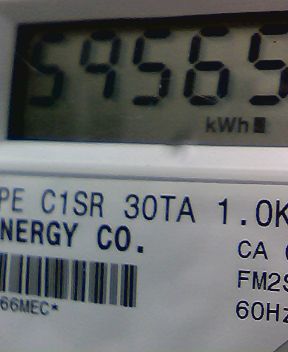 59565
kWh
PE C1SR 30TA 1.0K
NERGY CO.
CA
FM2S
60Hz
66MEC*